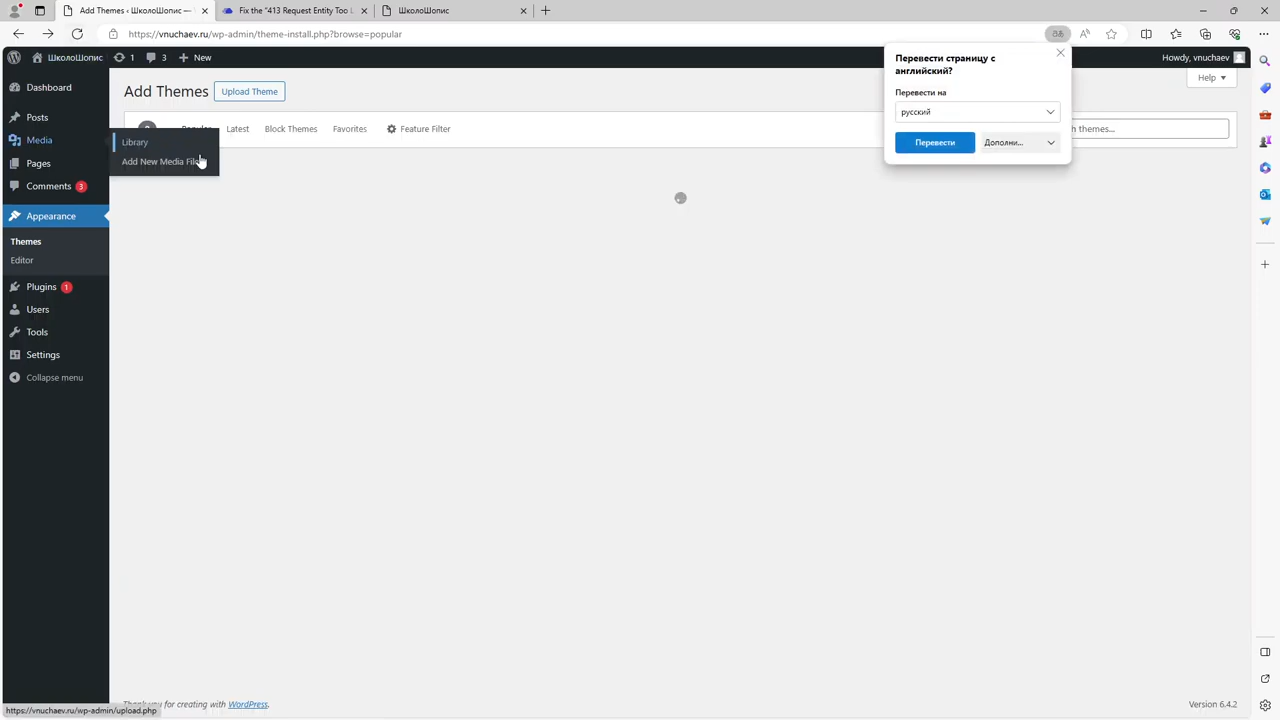 Add Themes ‹ ШколоШопис —
Fix the "413 Request Entity Too L
ШколоШопис
https://vnuchaev.ru/wp-admin/theme-install.php?browse=popular
ШколоШопис
1
3
New
Howdy, vnuchaev
Перевести страницу с
английский?
Перевести на
русский
Перевести
Дополни...
Help
Dashboard
Posts
Media
Pages
Comments 3
Appearance
Themes
Editor
Plugins 1
Users
Tools
Settings
Collapse menu
Library
Add New Media File
Add Themes
Upload Theme
Popular
Latest
Block Themes
Favorites
Feature Filter
h themes...
Thank you for creating with WordPress.
Version 6.4.2
https://vnuchaev.ru/wp-admin/upload.php